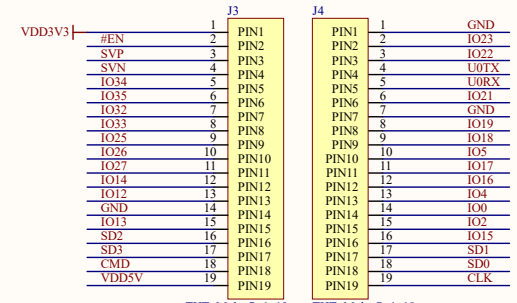 J3 J4
VDD3V3 1 PIN1 PIN1 1 GND
#EN 2 PIN2 PIN2 2 IO23
SVP 3 PIN3 PIN3 3 IO22
SVN 4 PIN4 PIN4 4 U0TX
IO34 5 PIN5 PIN5 5 U0RX
IO35 6 PIN6 PIN6 6 IO21
IO32 7 PIN7 PIN7 7 GND
IO33 8 PIN8 PIN8 8 IO19
IO25 9 PIN9 PIN9 9 IO18
IO26 10 PIN10 PIN10 10 IO5
IO27 11 PIN11 PIN11 11 IO17
IO14 12 PIN12 PIN12 12 IO16
IO12 13 PIN13 PIN13 13 IO4
GND 14 PIN14 PIN14 14 IO0
IO13 15 PIN15 PIN15 15 IO2
SD2 16 PIN16 PIN16 16 IO15
SD3 17 PIN17 PIN17 17 SD1
CMD 18 PIN18 PIN18 18 SD0
VDD5V 19 PIN19 PIN19 19 CLK